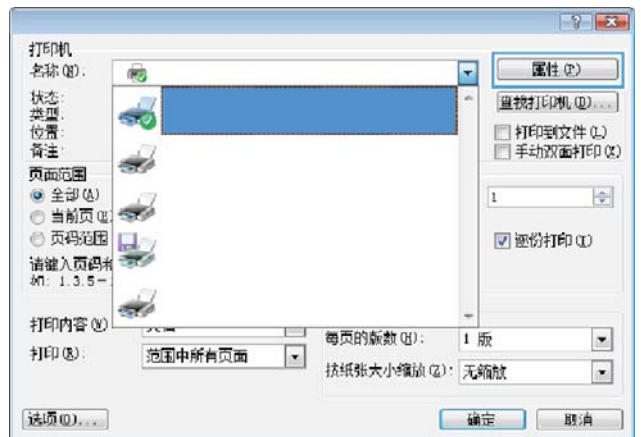 打印机
名称(N):
属性(P)
状态:
类型:
位置:
备注:
查找打印机(D)...
打印到文件(L)
手动双面打印(X)
页面范围
全部(A)
当前页(E
页码范围
请键入页码和
如: 1.3.5-
1
逐份打印(T)
打印内容(W)
打印(R):
范围中所有页面
每页的版数(H):
1 版
按纸张大小缩放(Z):
无缩放
选项(O)...
确定
取消